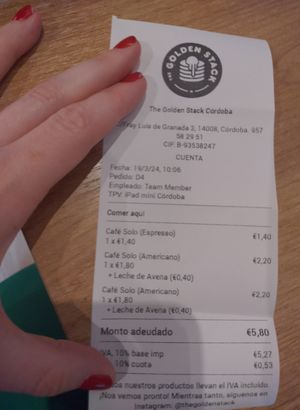 THE GOLDEN STACK
The Golden Stack Córdoba
Fray Luis de Granada 3, 14008, Córdoba. 957
58 29 51
CIF: B-93538247
CUENTA
Fecha: 19/3/24, 10:06
Pedido: D4
Empleado: Team Member
TPV: iPad mini Córdoba
Comer aquí
Café Solo (Espresso) €1,40
1 x €1,40
Café Solo (Americano) €2,20
1 x €1,80
+ Leche de Avena (€0,40)
Café Solo (Americano) €2,20
1 x €1,80
+ Leche de Avena (€0,40)
Monto adeudado €5,80
IVA, 10% base imp €5,27
10% cuota €0,53
nuestros productos llevan el IVA incluido.
¡Nos vemos pronto! Mientras tanto, síguenos en
Instagram: @thegoldenstack